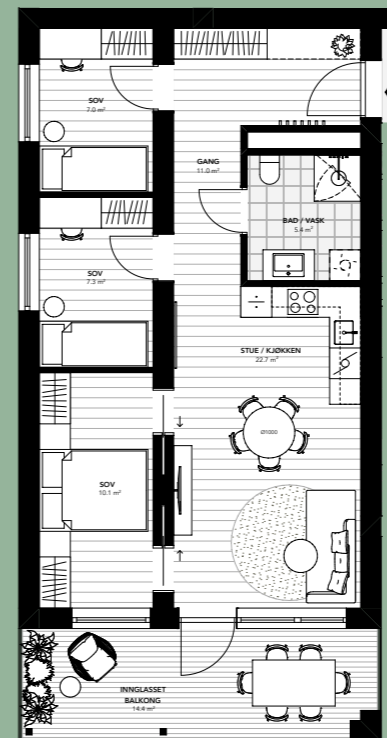 SOV
7.0 m²
GANG
11.0 m²
BAD / VASK
5.4 m²
SOV
7.3 m²
STUE / KJØKKEN
22.7 m²
Ø1000
SOV
10.1 m²
INNGLASSET
BALKONG
14.4 m²